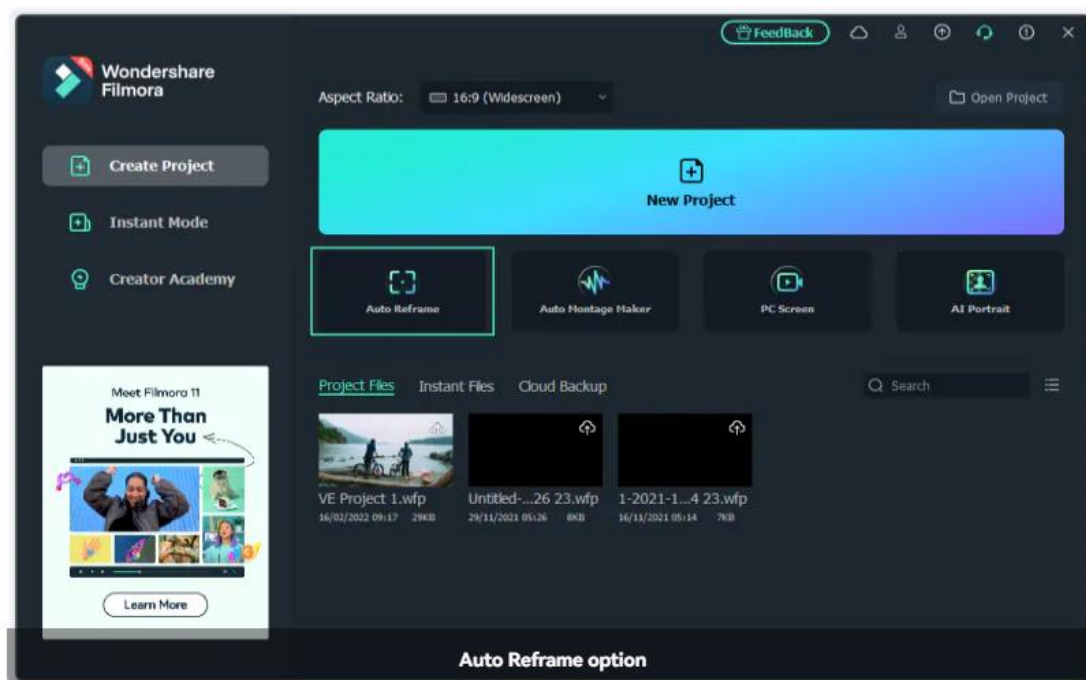 FeedBack
Wondershare
Filmora
Aspect Ratio: 16:9 (Widescreen)
Open Project
Create Project
Instant Mode
Creator Academy
New Project
Auto Reframe
Auto Montage Maker
PC Screen
AI Portrait
Project Files Instant Files Cloud Backup
Search
VE Project 1.wfp
16/02/2022 09:17 29KB
Untitled-...26 23.wfp
29/11/2021 05:26 8KB
1-2021-1...4 23.wfp
16/11/2021 05:14 7KB
Meet Filmora 11
More Than
Just You
Learn More
Auto Reframe option